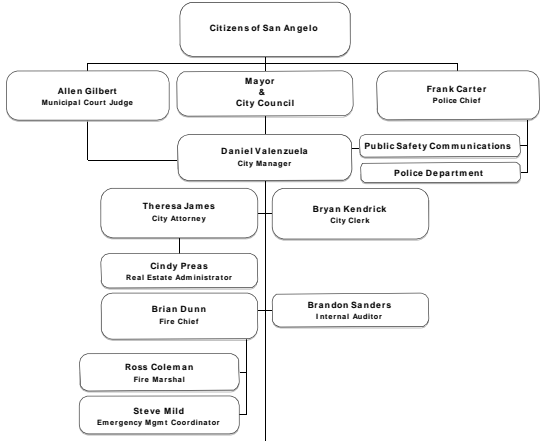 Citizens of San Angelo
Allen Gilbert
Municipal Court Judge
Mayor
&
City Council
Frank Carter
Police Chief
Daniel Valenzuela
City Manager
Public Safety Communications
Police Department
Theresa James
City Attorney
Bryan Kendrick
City Clerk
Cindy Preas
Real Estate Administrator
Brian Dunn
Fire Chief
Brandon Sanders
Internal Auditor
Ross Coleman
Fire Marshal
Steve Mild
Emergency Mgmt Coordinator